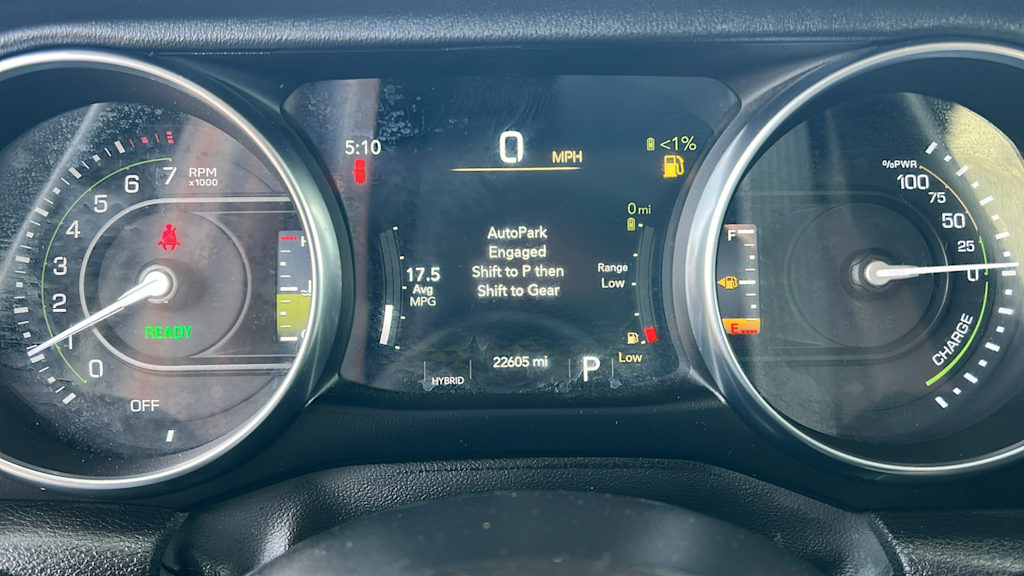 7
6
5
4
3
2
1
0
OFF
RPM
x1000
READY
5:10
0
MPH
<1%
17.5
Avg
MPG
AutoPark
Engaged
Shift to P then
Shift to Gear
0 mi
Range
Low
Low
HYBRID
22605 mi
P
F
E
%PWR
100
75
50
25
0
CHARGE